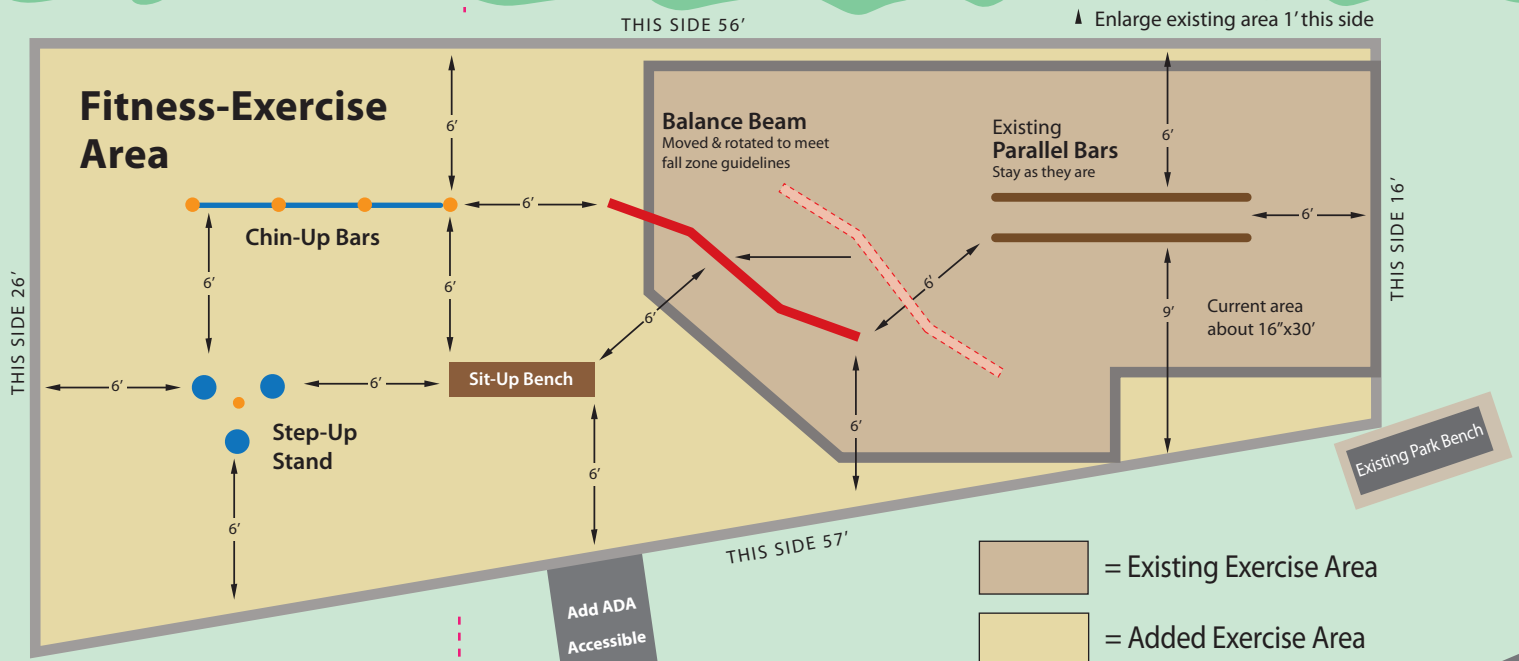 THIS SIDE 56’
Enlarge existing area 1’ this side
Fitness-Exercise
Area
6’
Balance Beam
Moved & rotated to meet
fall zone guidelines
Existing
Parallel Bars
Stay as they are
6’
6’
6’
THIS SIDE 16’
Chin-Up Bars
6’
6’
6’
6’
9’
Current area
about 16”x30’
THIS SIDE 26’
6’
6’
Sit-Up Bench
Step-Up
Stand
6’
6’
6’
Existing Park Bench
THIS SIDE 57’
Add ADA
Accessible
= Existing Exercise Area
= Added Exercise Area